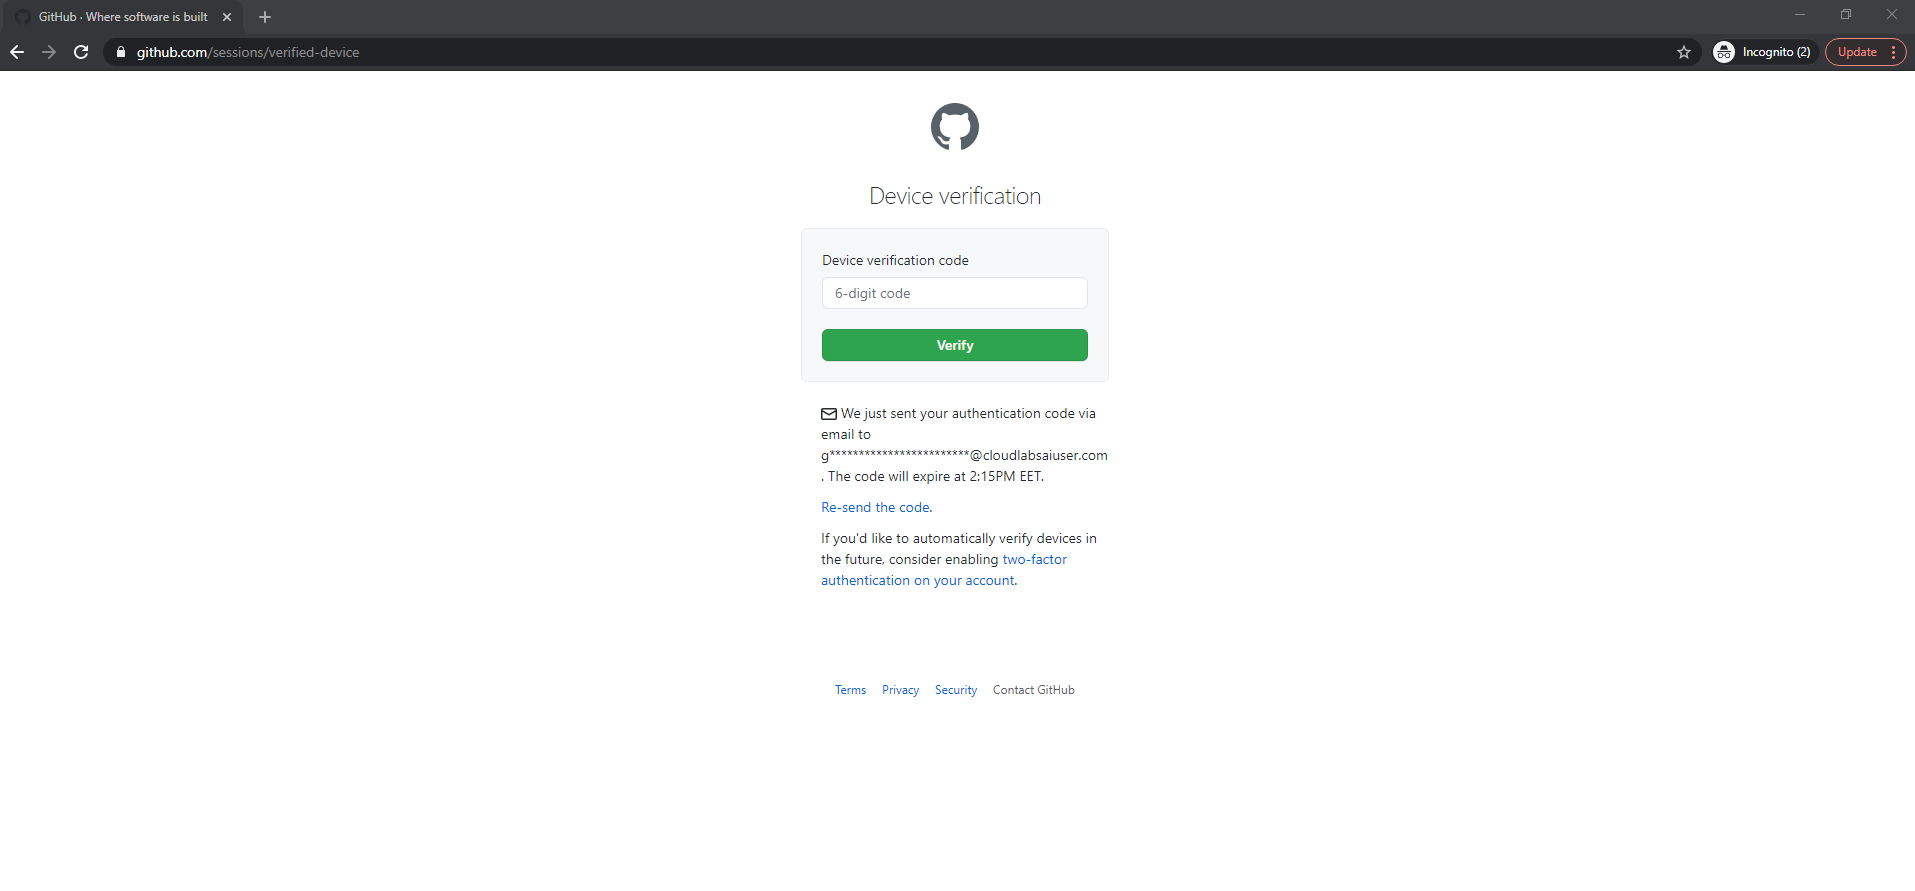 GitHub · Where software is built
github.com/sessions/verified-device
Incognito (2)
Update
Device verification
Device verification code
6-digit code
Verify
We just sent your authentication code via
email to
g************************@cloudlabsaiuser.com
. The code will expire at 2:15PM EET.
Re-send the code.
If you'd like to automatically verify devices in
the future, consider enabling two-factor
authentication on your account.
Terms Privacy Security Contact GitHub